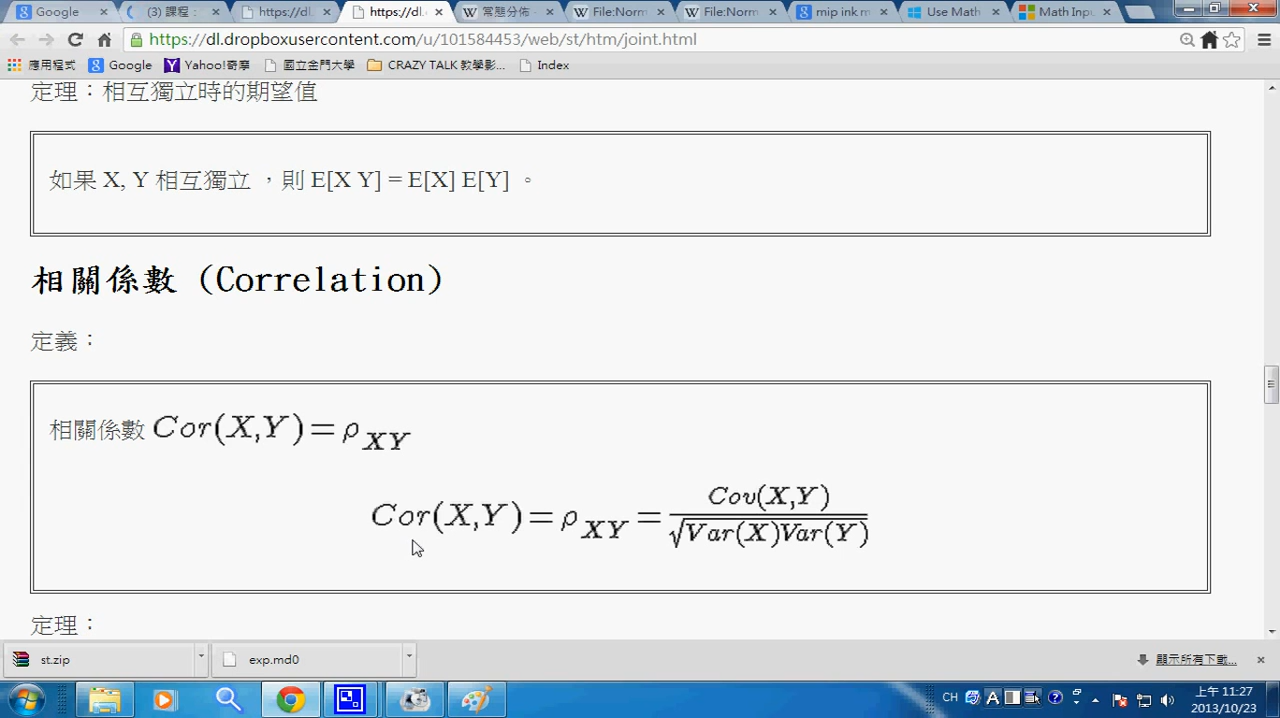 Google
(3) 課程 :
https://dl.
https://dl.
常態分佈 -
File:Norm
File:Norm
mip ink.m
Use Math
Math Inpu
https://dl.dropboxusercontent.com/u/101584453/web/st/htm/joint.html
應用程式 Google Yahoo!奇摩 國立金門大學 CRAZY TALK 教學影... Index
定理：相互獨立時的期望值
如果 X, Y 相互獨立 ，則 E[X Y] = E[X] E[Y] 。
相關係數 (Correlation)
定義：
相關係數 Cor(X,Y) = ρ_XY
Cor(X,Y) = ρ_XY = Cov(X,Y) / √Var(X)Var(Y)
定理：
st.zip exp.md0 顯示所有下載...
CH A 上午 11:27
2013/10/23